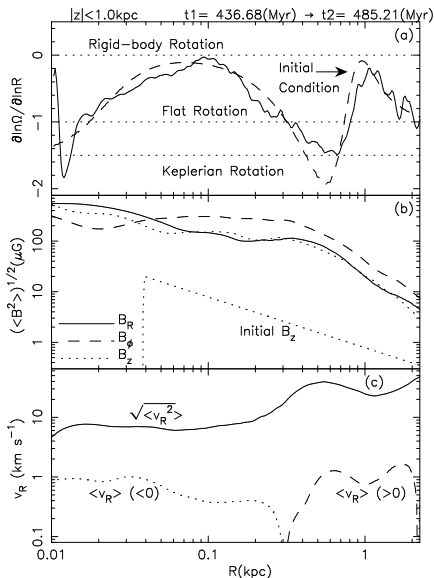 |z|<1.0kpc t1= 436.68(Myr) → t2= 485.21(Myr)
(a)
Rigid-body Rotation
Initial
Condition
Flat Rotation
Keplerian Rotation
∂lnΩ/∂lnR
0
-1
-2
(b)
(<B²>)^1/2(μG)
100
10
1
Initial B_z
B_R
B_ϕ
B_z
(c)
√<v_R²>
v_R (km s⁻¹)
10
1
0.1
<v_R> (<0)
<v_R> (>0)
0.01 0.1 1
R(kpc)